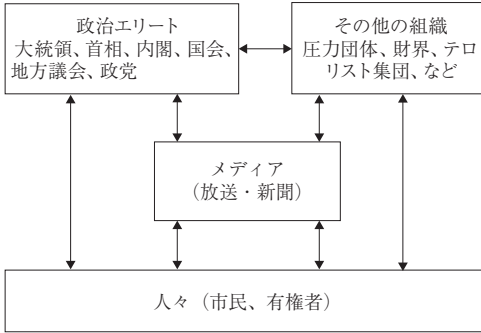 政治エリート
大統領、首相、内閣、国会、
地方議会、政党
その他の組織
圧力団体、財界、テロ
リスト集団、など
メディア
（放送・新聞）
人々（市民、有権者）